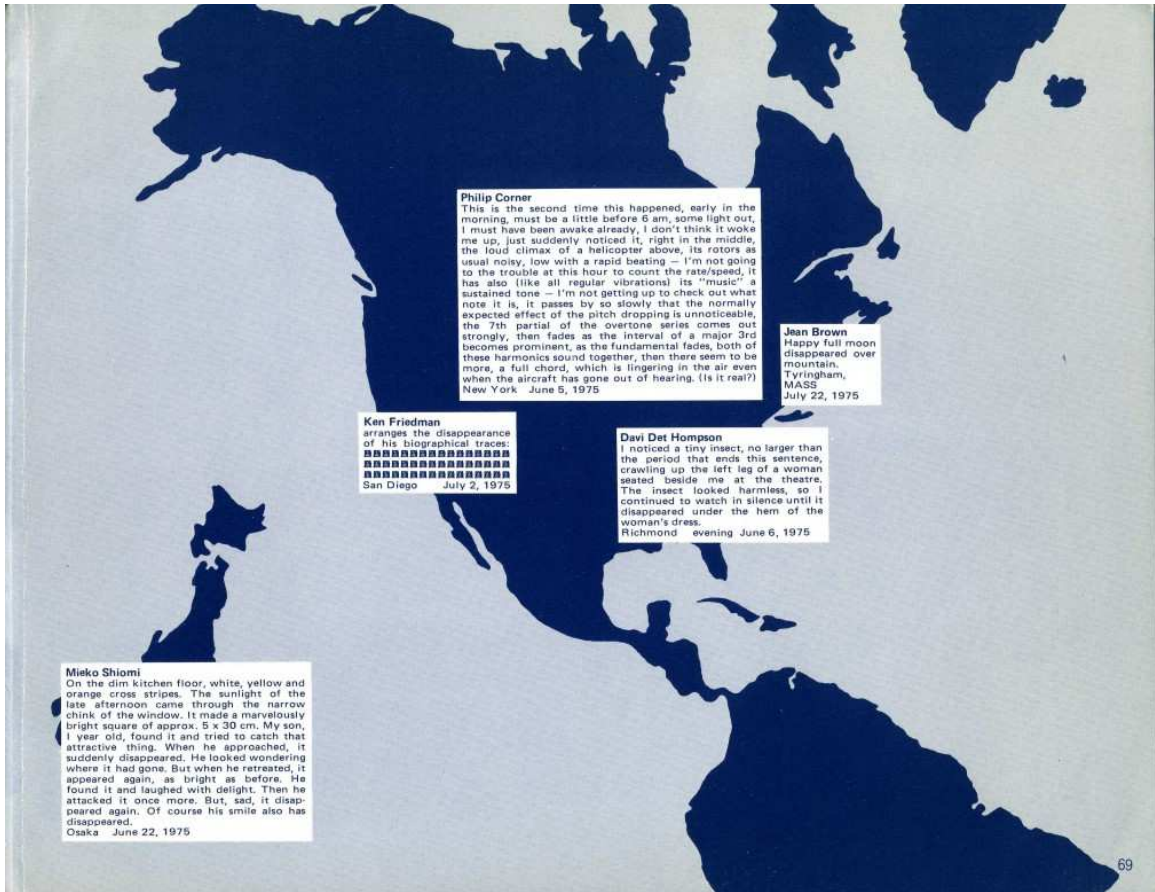 Philip Corner
This is the second time this happened, early in the
morning, must be a little before 6 am, some light out,
I must have been awake already, I don't think it woke
me up, just suddenly noticed it, right in the middle,
the loud climax of a helicopter above, its rotors as
usual noisy, low with a rapid beating — I'm not going
to the trouble at this hour to count the rate/speed, it
has also (like all regular vibrations) its "music" a
sustained tone — I'm not getting up to check out what
note it is, it passes by so slowly that the normally
expected effect of the pitch dropping is unnoticeable,
the 7th partial of the overtone series comes out
strongly, then fades as the interval of a major 3rd
becomes prominent, as the fundamental fades, both of
these harmonics sound together, then there seem to be
more, a full chord, which is lingering in the air even
when the aircraft has gone out of hearing. (Is it real?)
New York June 5, 1975
Jean Brown
Happy full moon
disappeared over
mountain.
Tyringham,
MASS
July 22, 1975
Ken Friedman
arranges the disappearance
of his biographical traces:
San Diego July 2, 1975
Davi Det Hompson
I noticed a tiny insect, no larger than
the period that ends this sentence,
crawling up the left leg of a woman
seated beside me at the theatre.
The insect looked harmless, so I
continued to watch in silence until it
disappeared under the hem of the
woman's dress.
Richmond evening June 6, 1975
Mieko Shiomi
On the dim kitchen floor, white, yellow and
orange cross stripes. The sunlight of the
late afternoon came through the narrow
chink of the window. It made a marvelously
bright square of approx. 5 x 30 cm. My son,
1 year old, found it and tried to catch that
attractive thing. When he approached, it
suddenly disappeared. He looked wondering
where it had gone. But when he retreated, it
appeared again, as bright as before. He
found it and laughed with delight. Then he
attacked it once more. But, sad, it disap-
peared again. Of course his smile also has
disappeared.
Osaka June 22, 1975
69